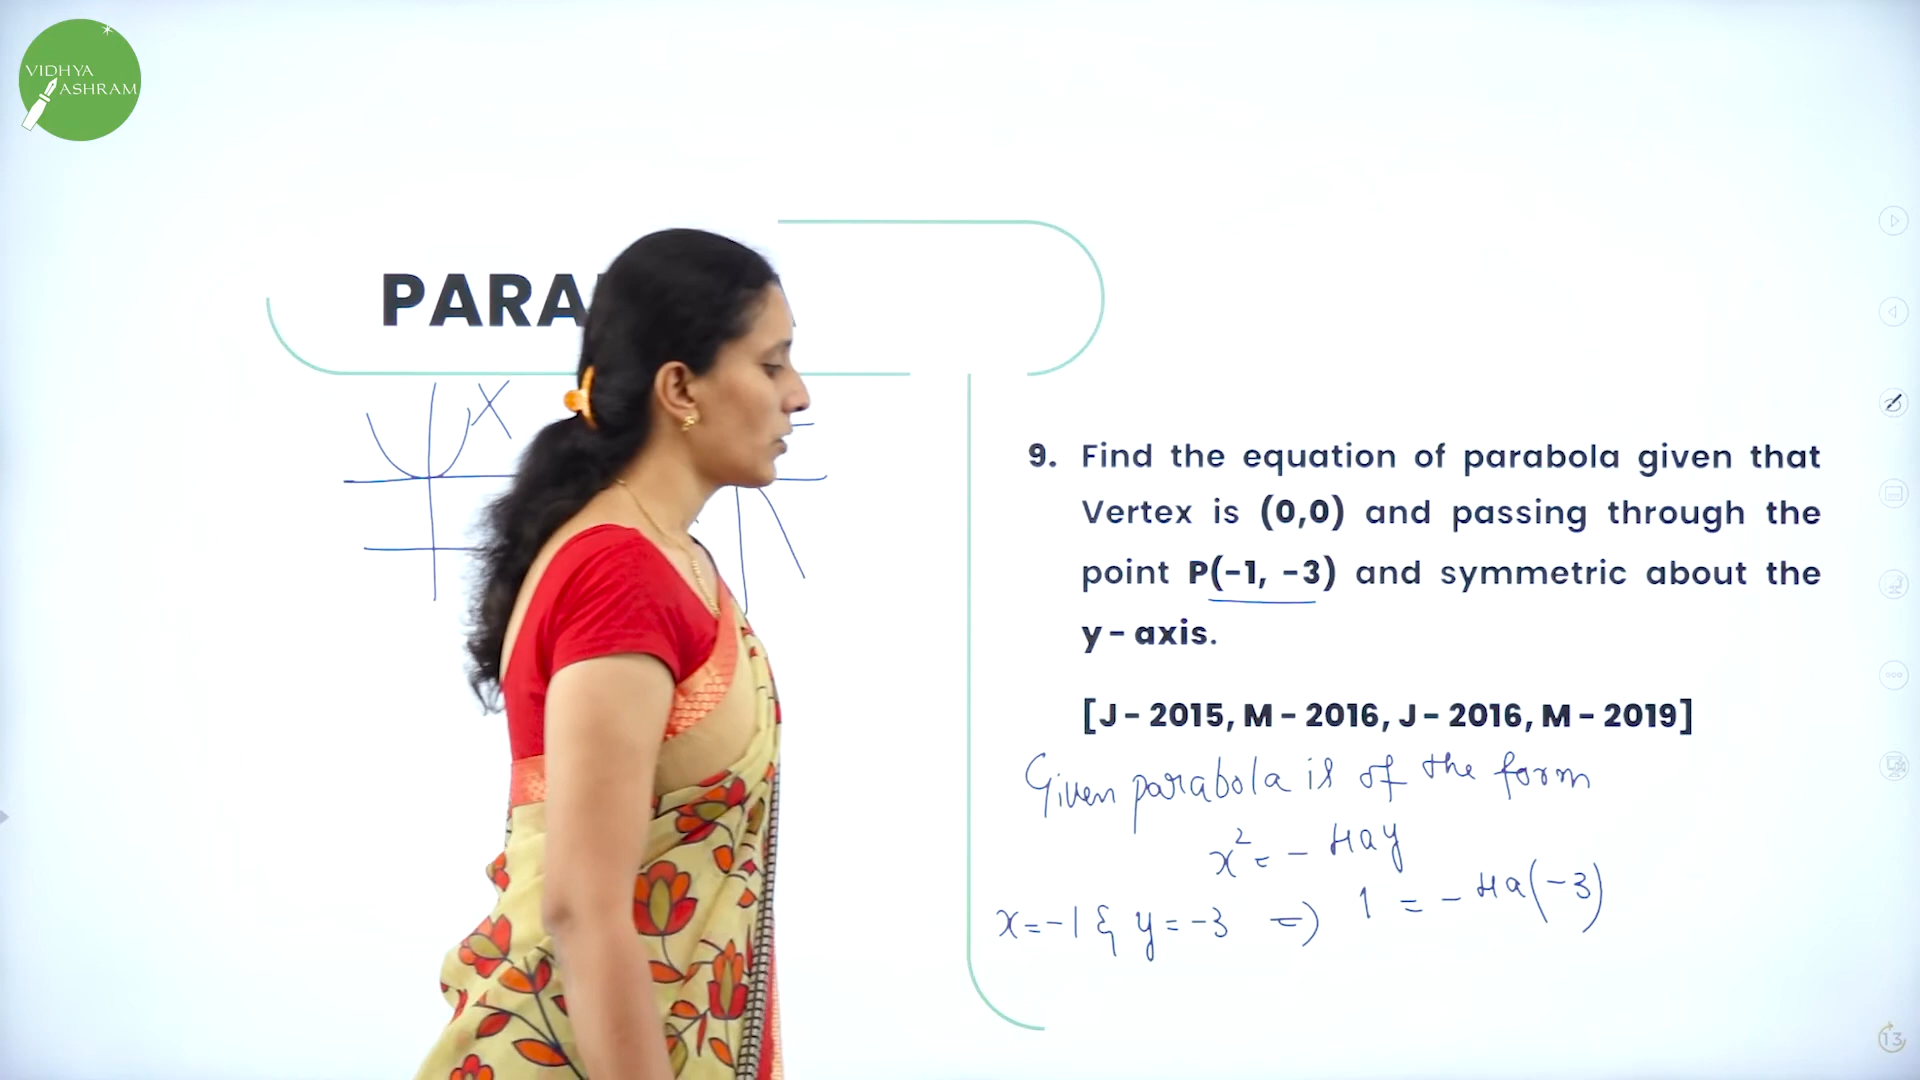 VIDHYA
ASHRAM
PARA
9. Find the equation of parabola given that
Vertex is (0,0) and passing through the
point P(-1, -3) and symmetric about the
y - axis.
[J - 2015, M - 2016, J - 2016, M - 2019]
Given parabola is of the form
x² = - 4ay
x = -1 & y = -3 ⇒ 1 = - 4a(-3)
13